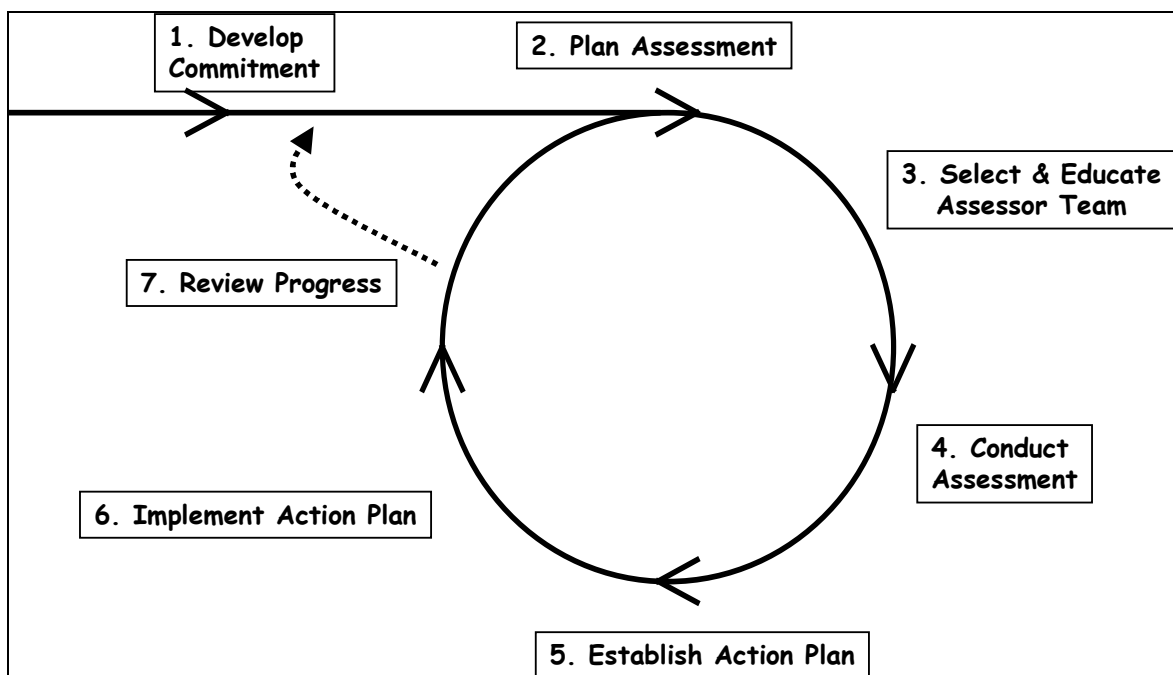 1. Develop
Commitment
2. Plan Assessment
3. Select & Educate
Assessor Team
4. Conduct
Assessment
5. Establish Action Plan
6. Implement Action Plan
7. Review Progress